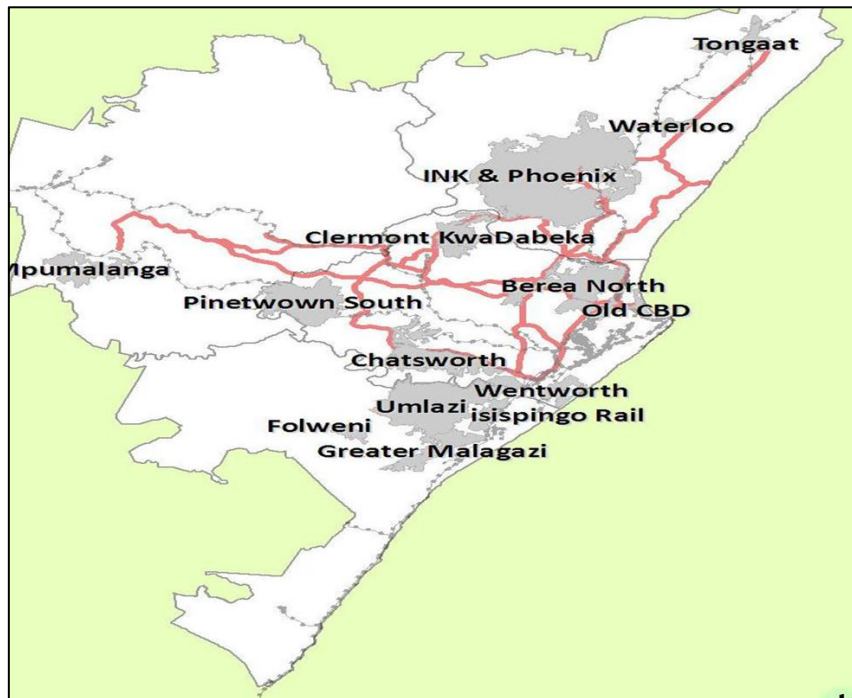 Tongaat
Waterloo
INK & Phoenix
Clermont KwaDabeka
Mpumalanga
Berea North
Pinetwown South
Old CBD
Chatsworth
Wentworth
Umlazi
isispingo Rail
Folweni
Greater Malagazi